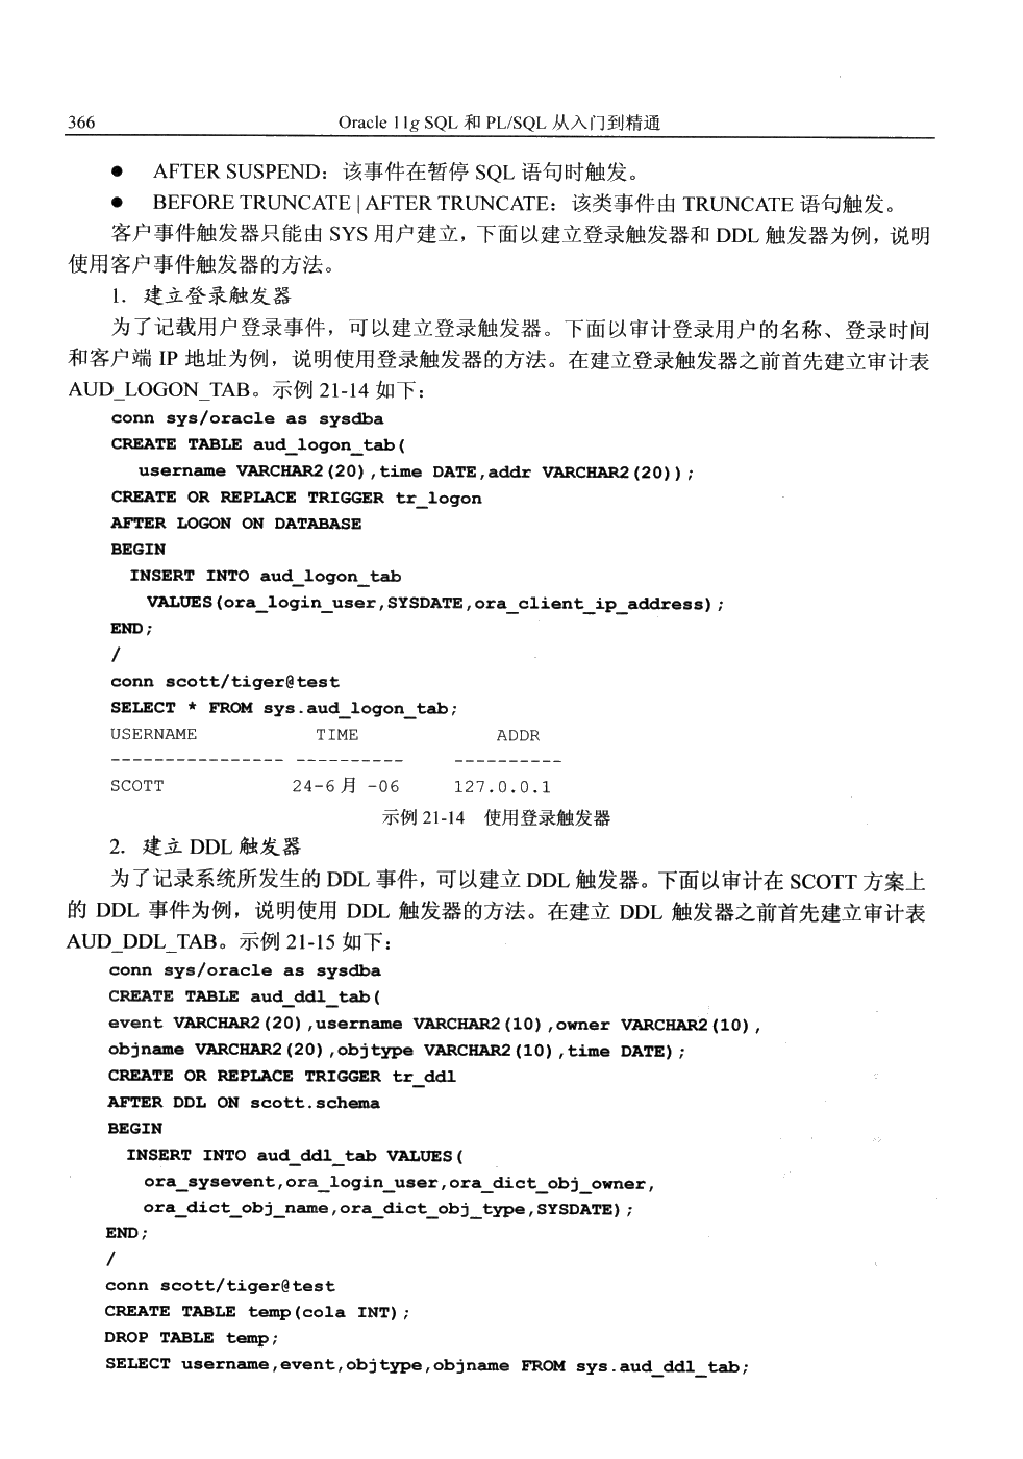 366
Oracle 11g SQL 和 PL/SQL 从入门到精通
● AFTER SUSPEND：该事件在暂停 SQL 语句时触发。
● BEFORE TRUNCATE | AFTER TRUNCATE：该类事件由 TRUNCATE 语句触发。
客户事件触发器只能由 SYS 用户建立，下面以建立登录触发器和 DDL 触发器为例，说明
使用客户事件触发器的方法。
1. 建立登录触发器
为了记载用户登录事件，可以建立登录触发器。下面以审计登录用户的名称、登录时间
和客户端 IP 地址为例，说明使用登录触发器的方法。在建立登录触发器之前首先建立审计表
AUD_LOGON_TAB。示例 21-14 如下：
conn sys/oracle as sysdba
CREATE TABLE aud_logon_tab(
username VARCHAR2(20),time DATE,addr VARCHAR2(20));
CREATE OR REPLACE TRIGGER tr_logon
AFTER LOGON ON DATABASE
BEGIN
INSERT INTO aud_logon_tab
VALUES(ora_login_user,SYSDATE,ora_client_ip_address);
END;
/
conn scott/tiger@test
SELECT * FROM sys.aud_logon_tab;
USERNAME TIME ADDR
---------------- ---------- ----------
SCOTT 24-6月 -06 127.0.0.1
示例 21-14 使用登录触发器
2. 建立 DDL 触发器
为了记录系统所发生的 DDL 事件，可以建立 DDL 触发器。下面以审计在 SCOTT 方案上
的 DDL 事件为例，说明使用 DDL 触发器的方法。在建立 DDL 触发器之前首先建立审计表
AUD_DDL_TAB。示例 21-15 如下：
conn sys/oracle as sysdba
CREATE TABLE aud_ddl_tab(
event VARCHAR2(20),username VARCHAR2(10),owner VARCHAR2(10),
objname VARCHAR2(20),objtype VARCHAR2(10),time DATE);
CREATE OR REPLACE TRIGGER tr_ddl
AFTER DDL ON scott.schema
BEGIN
INSERT INTO aud_ddl_tab VALUES(
ora_sysevent,ora_login_user,ora_dict_obj_owner,
ora_dict_obj_name,ora_dict_obj_type,SYSDATE);
END;
/
conn scott/tiger@test
CREATE TABLE temp(cola INT);
DROP TABLE temp;
SELECT username,event,objtype,objname FROM sys.aud_ddl_tab;